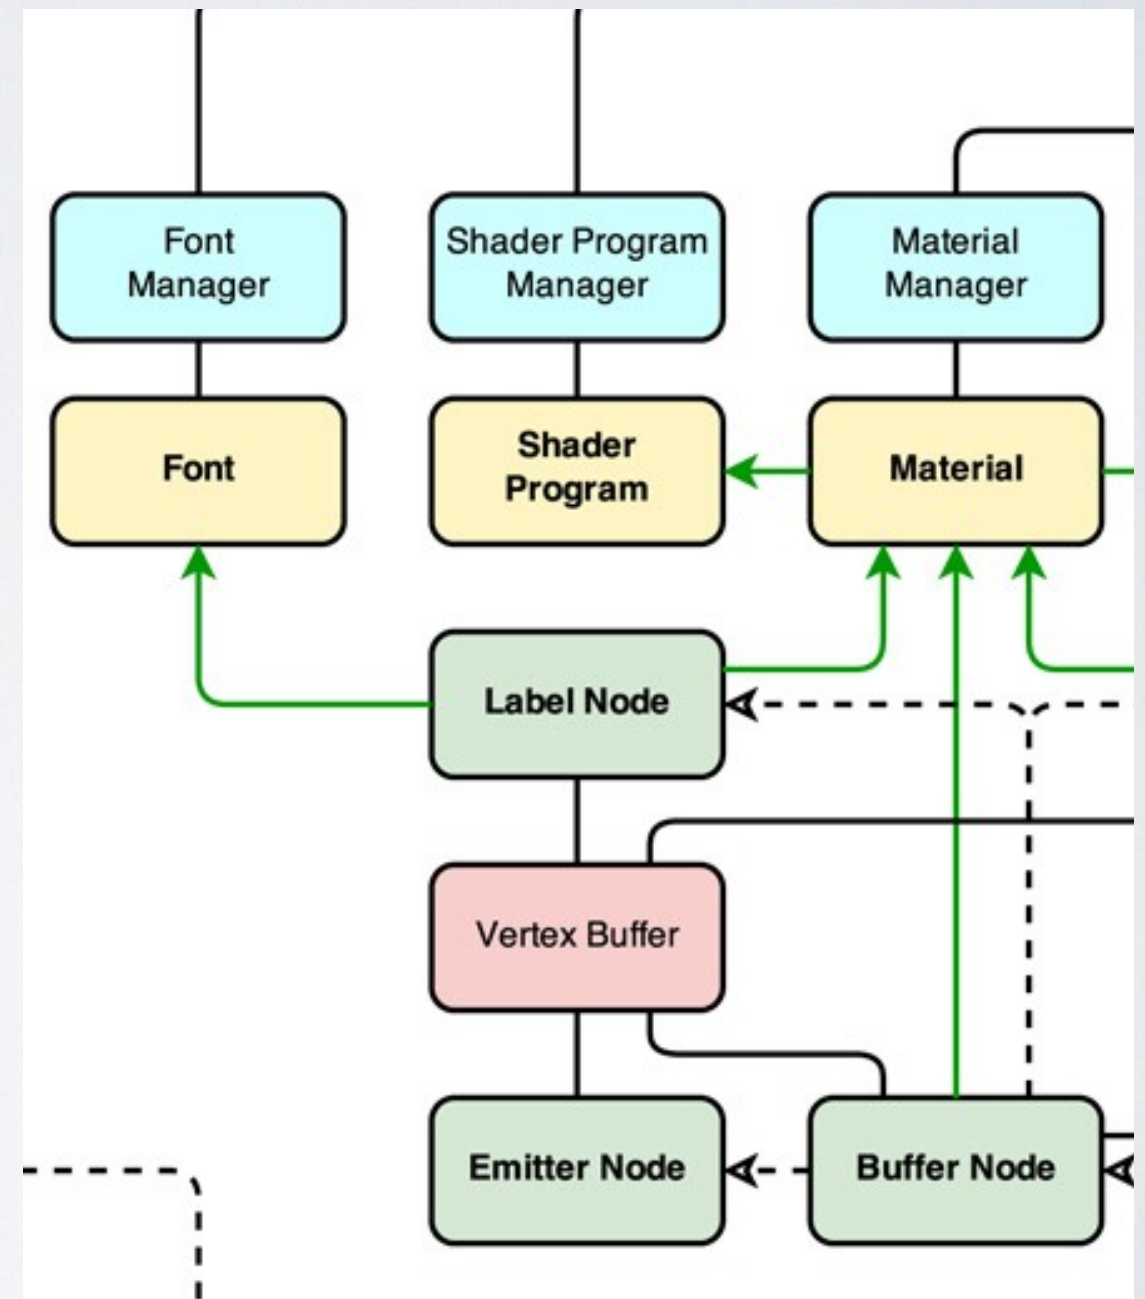 Font
Manager
Shader Program
Manager
Material
Manager
Font
Shader
Program
Material
Label Node
Vertex Buffer
Emitter Node
Buffer Node